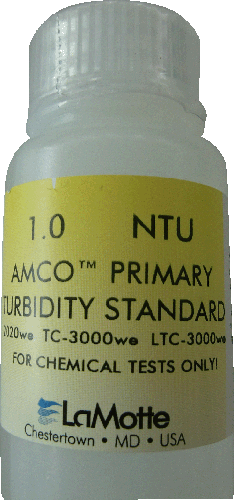 1.0 NTU
AMCO™ PRIMARY
TURBIDITY STANDARD
2020we TC-3000we LTC-3000we
FOR CHEMICAL TESTS ONLY!
LaMotte
Chestertown • MD • USA